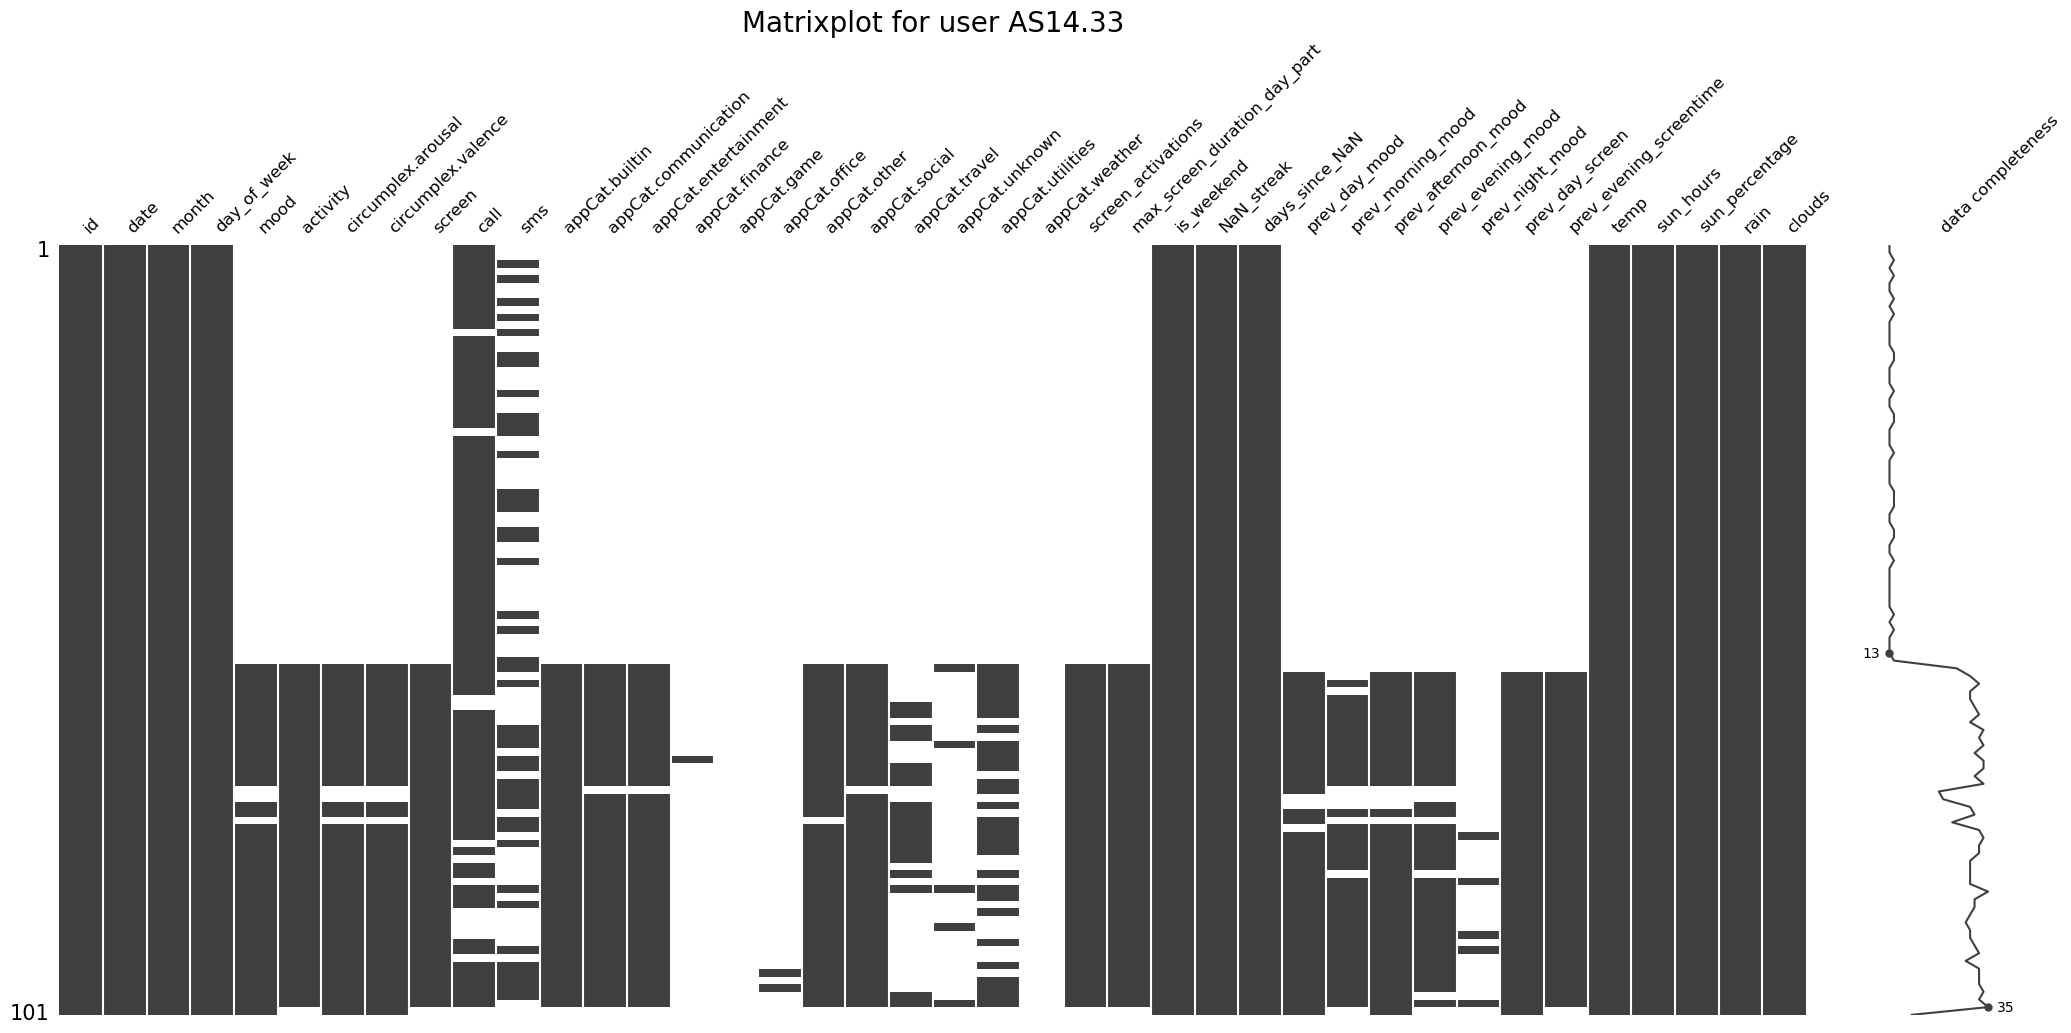 Matrixplot for user AS14.33
id
date
month
day_of_week
mood
activity
circumplex.arousal
circumplex.valence
screen
call
sms
appCat.builtin
appCat.communication
appCat.entertainment
appCat.finance
appCat.game
appCat.office
appCat.other
appCat.social
appCat.travel
appCat.unknown
appCat.utilities
appCat.weather
screen_activations
max_screen_duration_day_part
is_weekend
NaN_streak
days_since_NaN
prev_day_mood
prev_morning_mood
prev_afternoon_mood
prev_evening_mood
prev_night_mood
prev_day_screen
prev_evening_screentime
temp
sun_hours
sun_percentage
rain
clouds
data completeness
1
13
35
101